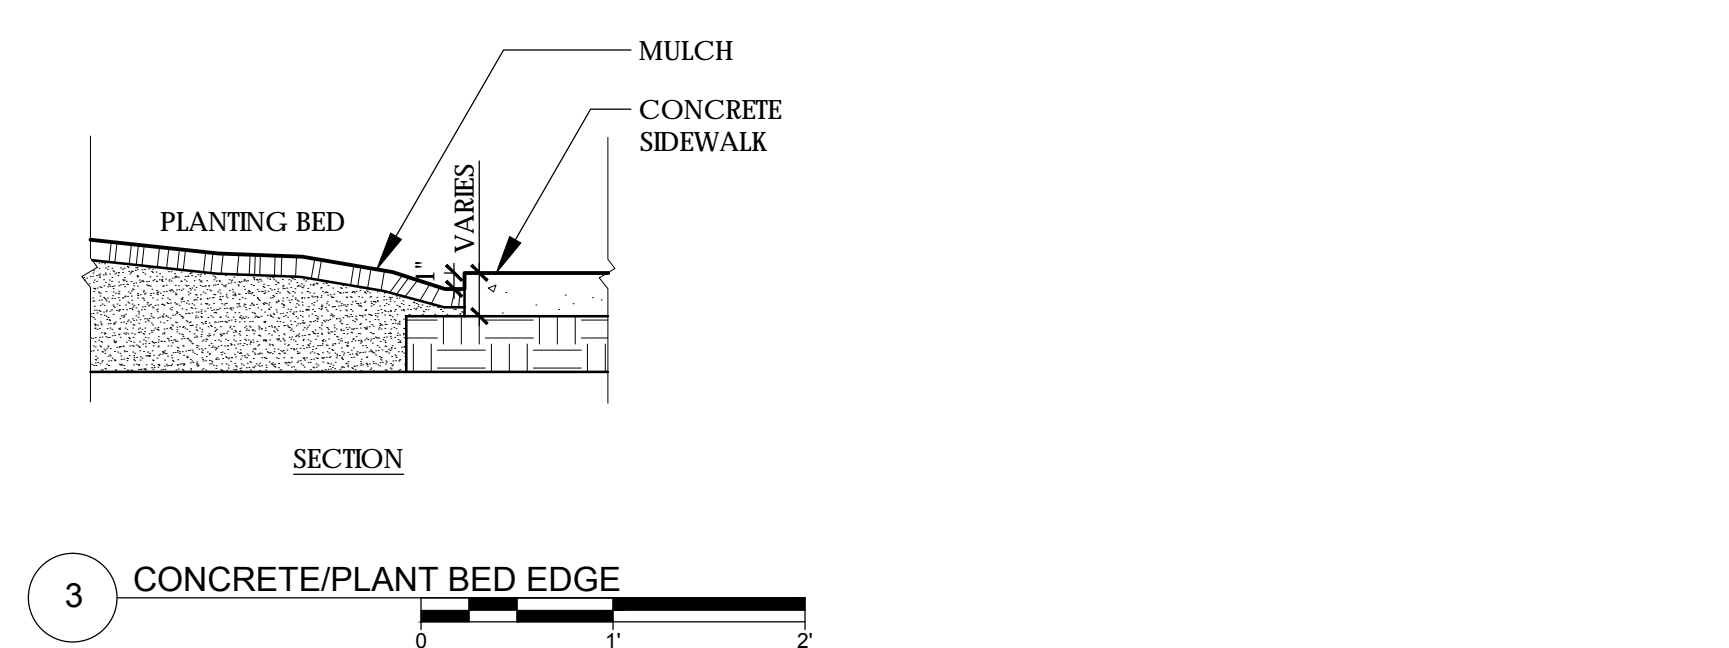 MULCH
CONCRETE
SIDEWALK
VARIES
PLANTING BED
1"
SECTION
3
CONCRETE/PLANT BED EDGE
0 1' 2'